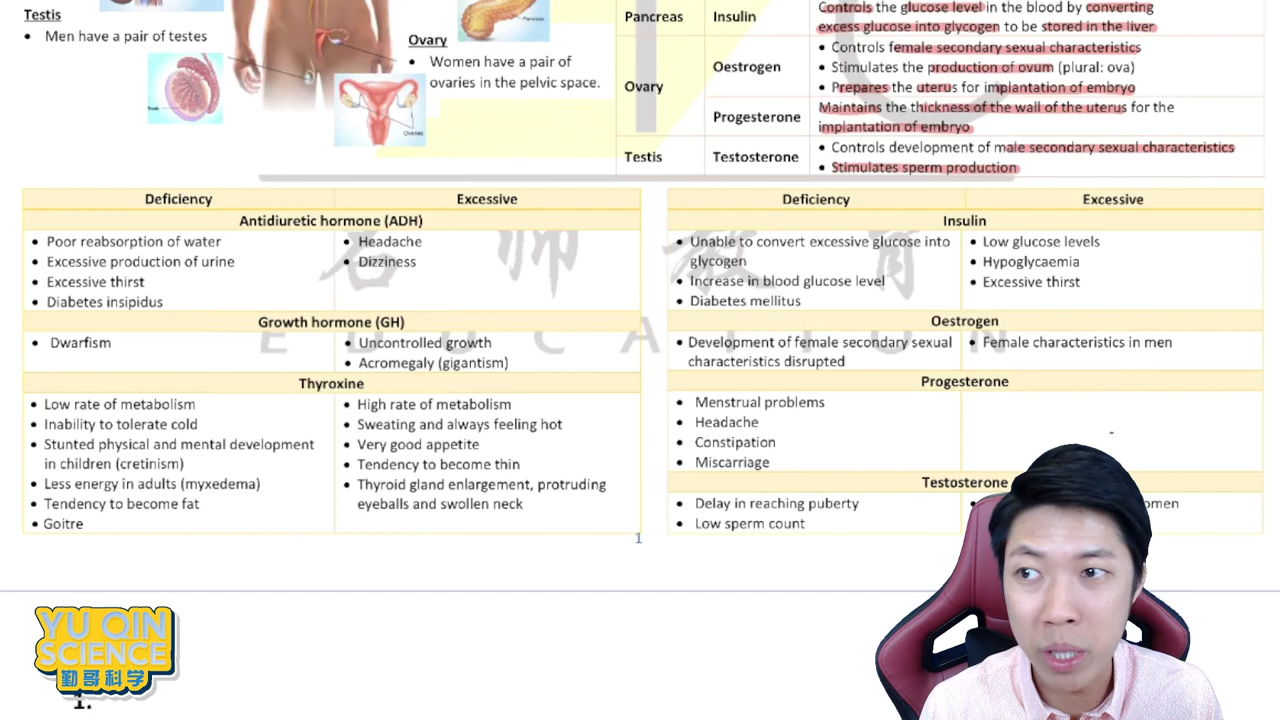 Testis
• Men have a pair of testes
Testis
Pancreas
Ovary
• Women have a pair of
ovaries in the pelvic space.
Ovaries
Pancreas
Insulin
Controls the glucose level in the blood by converting
excess glucose into glycogen to be stored in the liver
Ovary
Oestrogen
• Controls female secondary sexual characteristics
• Stimulates the production of ovum (plural: ova)
• Prepares the uterus for implantation of embryo
Progesterone
Maintains the thickness of the wall of the uterus for the
implantation of embryo
Testis
Testosterone
• Controls development of male secondary sexual characteristics
• Stimulates sperm production
名师教育
EDUCATION
Deficiency Excessive
Antidiuretic hormone (ADH)
• Poor reabsorption of water
• Excessive production of urine
• Excessive thirst
• Diabetes insipidus
• Headache
• Dizziness
Growth hormone (GH)
• Dwarfism
• Uncontrolled growth
• Acromegaly (gigantism)
Thyroxine
• Low rate of metabolism
• Inability to tolerate cold
• Stunted physical and mental development
in children (cretinism)
• Less energy in adults (myxedema)
• Tendency to become fat
• Goitre
• High rate of metabolism
• Sweating and always feeling hot
• Very good appetite
• Tendency to become thin
• Thyroid gland enlargement, protruding
eyeballs and swollen neck
Deficiency Excessive
Insulin
• Unable to convert excessive glucose into
glycogen
• Increase in blood glucose level
• Diabetes mellitus
• Low glucose levels
• Hypoglycaemia
• Excessive thirst
Oestrogen
• Development of female secondary sexual
characteristics disrupted
• Female characteristics in men
Progesterone
• Menstrual problems
• Headache
• Constipation
• Miscarriage
-
Testosterone
• Delay in reaching puberty
• Low sperm count
omen
1
YU QIN
SCIENCE
勤哥科学
1.